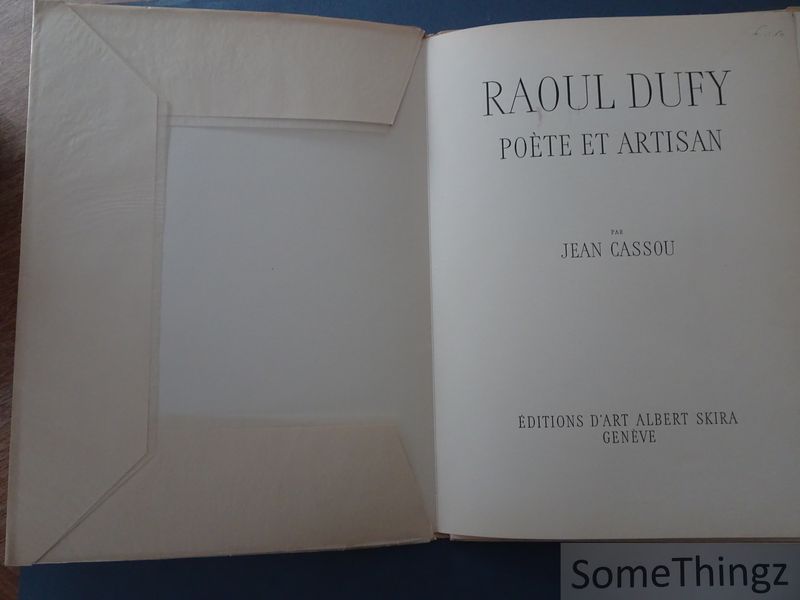 RAOUL DUFY
POÈTE ET ARTISAN
PAR
JEAN CASSOU
ÉDITIONS D'ART ALBERT SKIRA
GENÈVE
SomeThingz